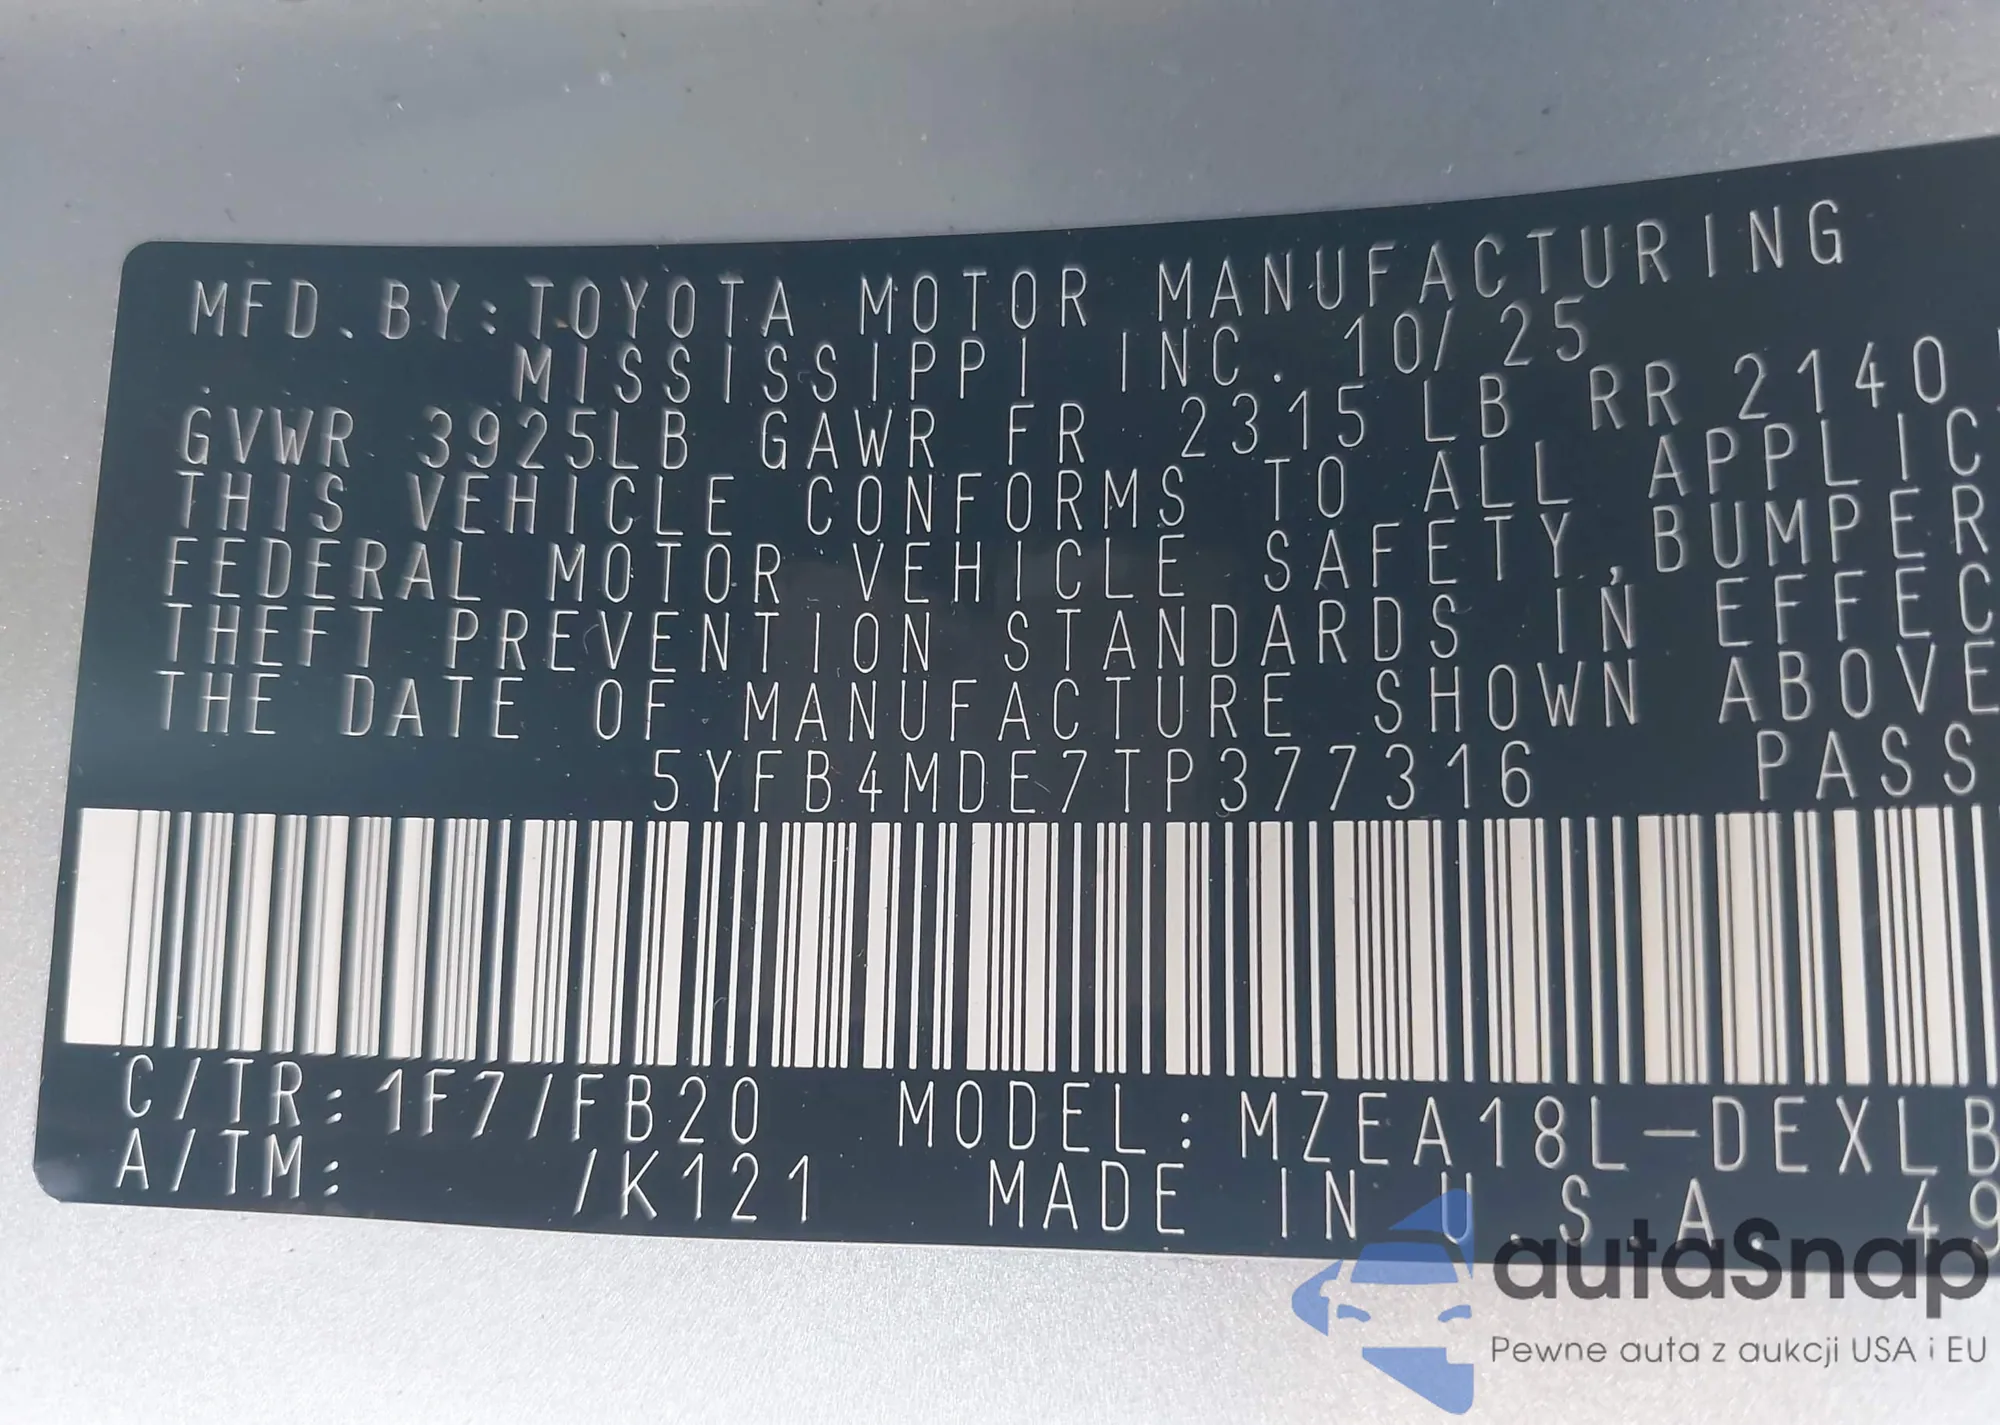 MFD. BY: TOYOTA MOTOR MANUFACTURING
MISSISSIPPI INC. 10/25
GVWR 3925LB GAWR FR 2315LB RR 2140
THIS VEHICLE CONFORMS TO ALL APPLIC
FEDERAL MOTOR VEHICLE SAFETY, BUMPER
THEFT PREVENTION STANDARDS IN EFFEC
THE DATE OF MANUFACTURE SHOWN ABOVE
5YFB4MDE7TP377316 PASS
C/TR: 1F7/FB20 MODEL: MZEA18L-DEXLB
A/TM: /K121 MADE IN U.S.A. 49
autaSnap
Pewne auta z aukcji USA i EU